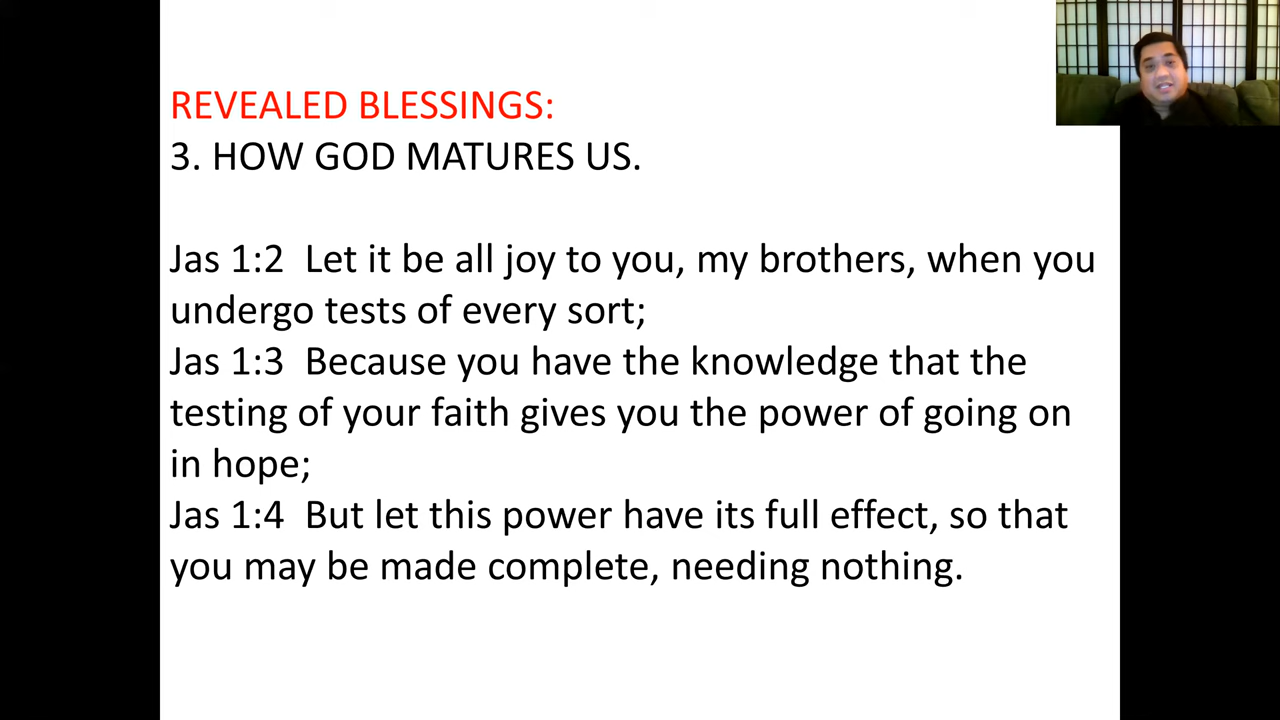 REVEALED BLESSINGS:
3. HOW GOD MATURES US.
Jas 1:2  Let it be all joy to you, my brothers, when you
undergo tests of every sort;
Jas 1:3  Because you have the knowledge that the
testing of your faith gives you the power of going on
in hope;
Jas 1:4  But let this power have its full effect, so that
you may be made complete, needing nothing.